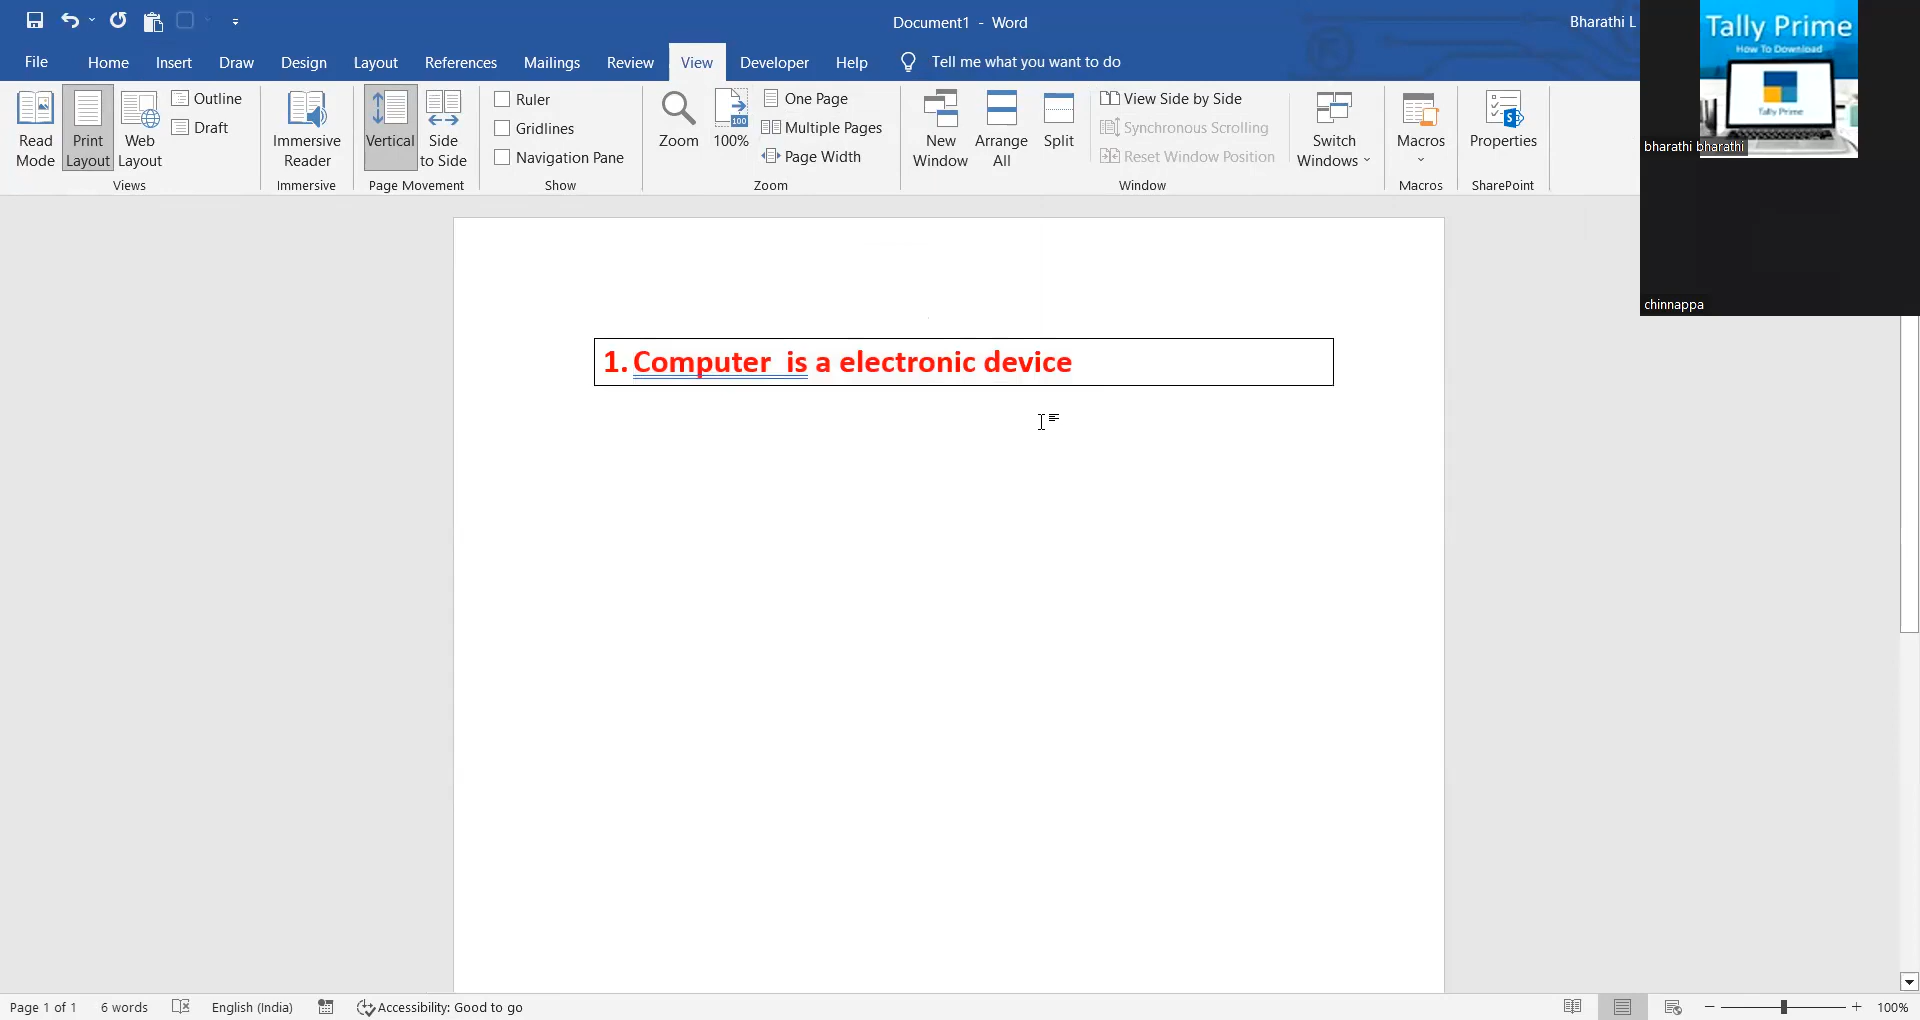 Document1 - Word
Bharathi L
File Home Insert Draw Design Layout References Mailings Review View Developer Help Tell me what you want to do
Read Mode
Print Layout
Web Layout
Outline
Draft
Views
Immersive Reader
Immersive
Vertical
Side to Side
Page Movement
Ruler
Gridlines
Navigation Pane
Show
Zoom
100
100%
One Page
Multiple Pages
Page Width
Zoom
New Window
Arrange All
Split
View Side by Side
Synchronous Scrolling
Reset Window Position
Window
Switch Windows
Macros
Macros
Properties
SharePoint
Tally Prime
How To Download
Tally Prime
bharathi bharathi
chinnappa
1. Computer  is a electronic device
Page 1 of 1 6 words English (India) Accessibility: Good to go 100%